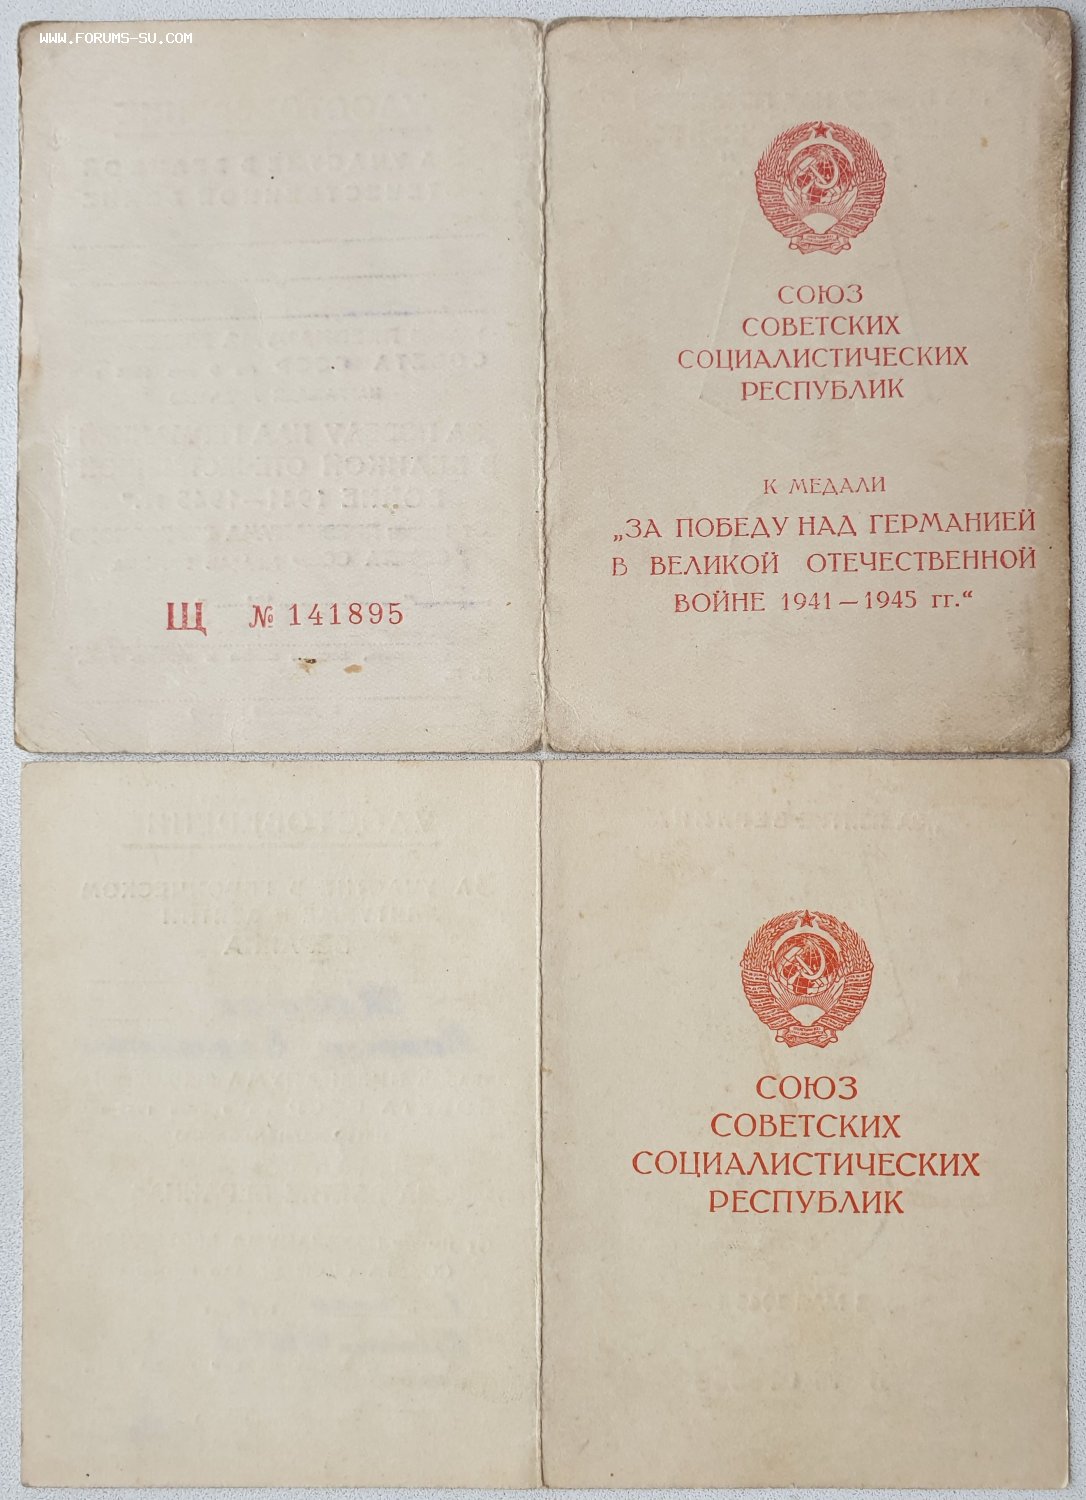 WWW.FORUMS-SU.COM
СОЮЗ
СОВЕТСКИХ
СОЦИАЛИСТИЧЕСКИХ
РЕСПУБЛИК
К МЕДАЛИ
„ЗА ПОБЕДУ НАД ГЕРМАНИЕЙ
В ВЕЛИКОЙ ОТЕЧЕСТВЕННОЙ
ВОЙНЕ 1941 — 1945 гг.“
Щ № 141895
СОЮЗ
СОВЕТСКИХ
СОЦИАЛИСТИЧЕСКИХ
РЕСПУБЛИК